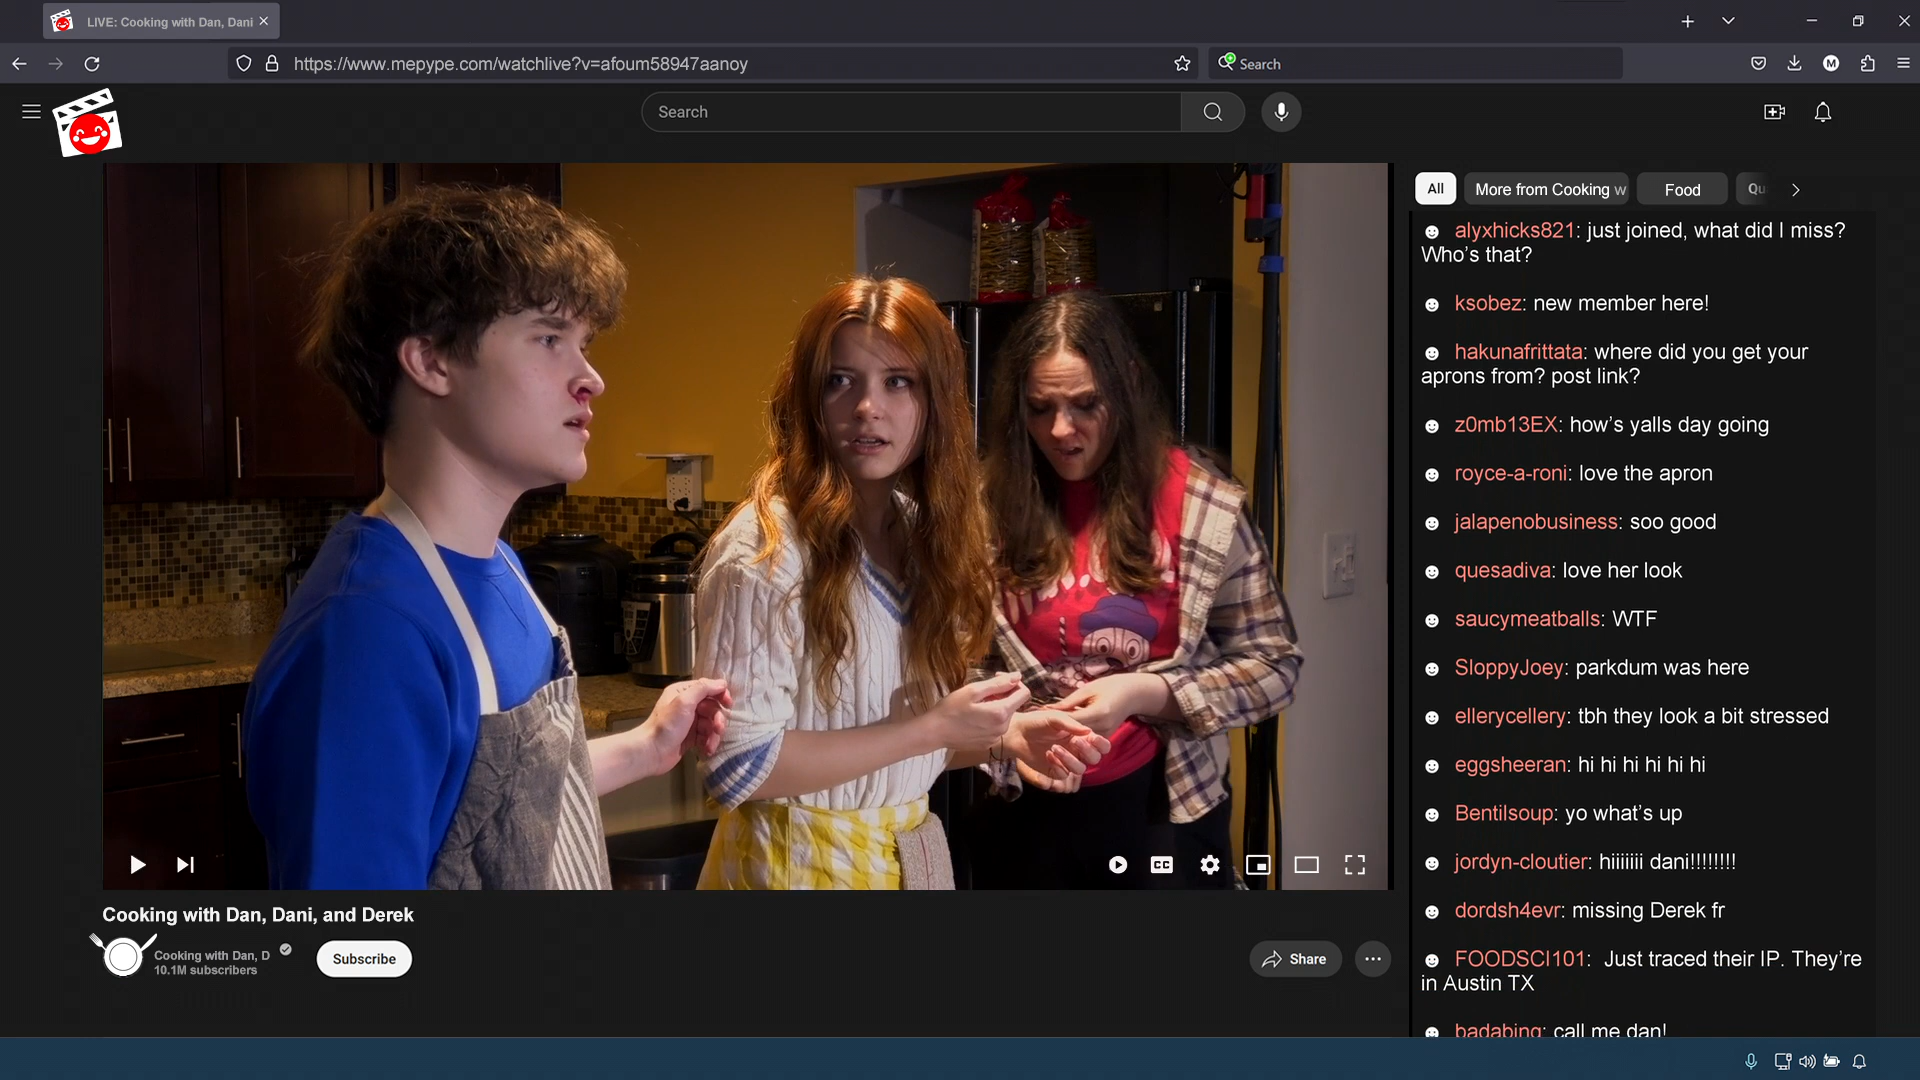 LIVE: Cooking with Dan, Dani
https://www.mepype.com/watchlive?v=afoum58947aanoy
Search
M
Search
All
More from Cooking w
Food
Qu
alyxhicks821: just joined, what did I miss?
Who’s that?
ksobez: new member here!
hakunafrittata: where did you get your
aprons from? post link?
z0mb13EX: how’s yalls day going
royce-a-roni: love the apron
jalapenobusiness: soo good
quesadiva: love her look
saucymeatballs: WTF
SloppyJoey: parkdum was here
ellerycellery: tbh they look a bit stressed
eggsheeran: hi hi hi hi hi hi
Bentilsoup: yo what’s up
jordyn-cloutier: hiiiiiii dani!!!!!!!!
dordsh4evr: missing Derek fr
FOODSCI101: Just traced their IP. They’re
in Austin TX
badabing: call me dan!
CC
Cooking with Dan, Dani, and Derek
Cooking with Dan, D
10.1M subscribers
Subscribe
Share